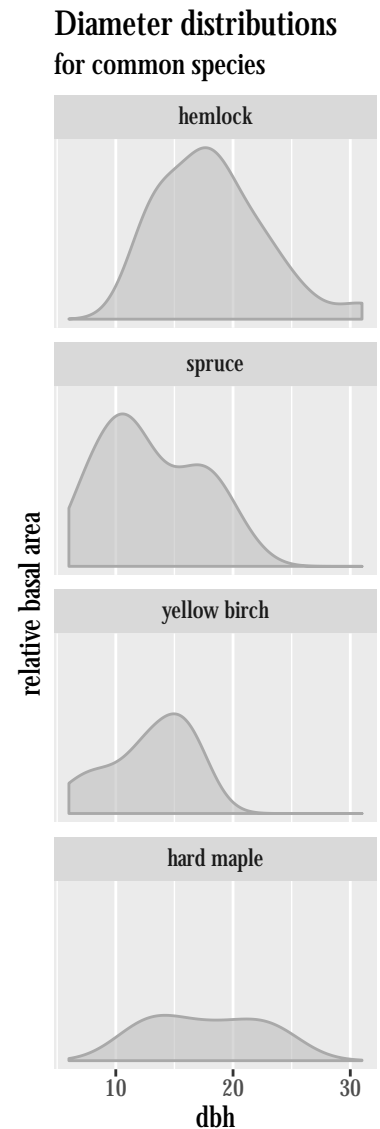 Diameter distributions
for common species
hemlock
spruce
yellow birch
hard maple
relative basal area
10 20 30
dbh